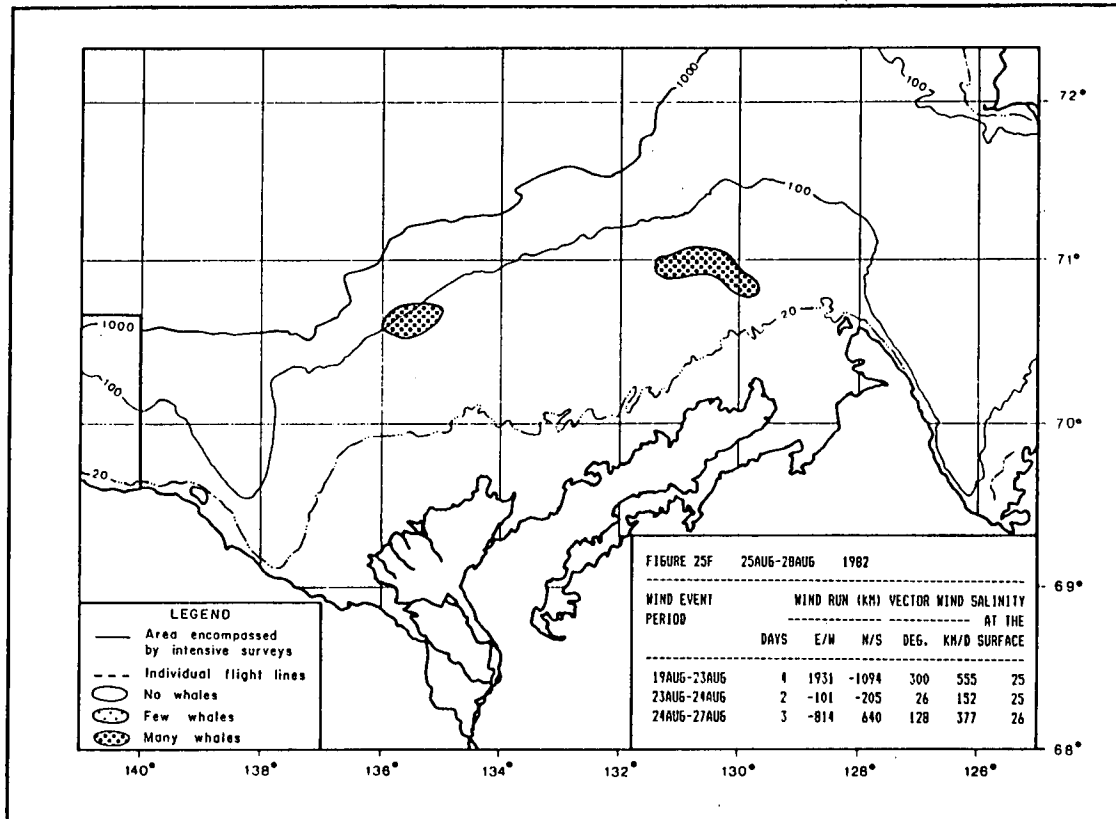 1000
100
72°
100
71°
1000
20
100
70°
20
FIGURE 25F 25AUG-28AUG 1982
69°
WIND EVENT WIND RUN (KM) VECTOR WIND SALINITY
PERIOD AT THE
DAYS E/W N/S DEG. KM/D SURFACE
19AUG-23AUG 4 1931 -1094 300 555 25
23AUG-24AUG 2 -101 -205 26 152 25
24AUG-27AUG 3 -814 640 128 377 26
LEGEND
Area encompassed
by intensive surveys
Individual flight lines
No whales
Few whales
Many whales
68°
140° 138° 136° 134° 132° 130° 128° 126°